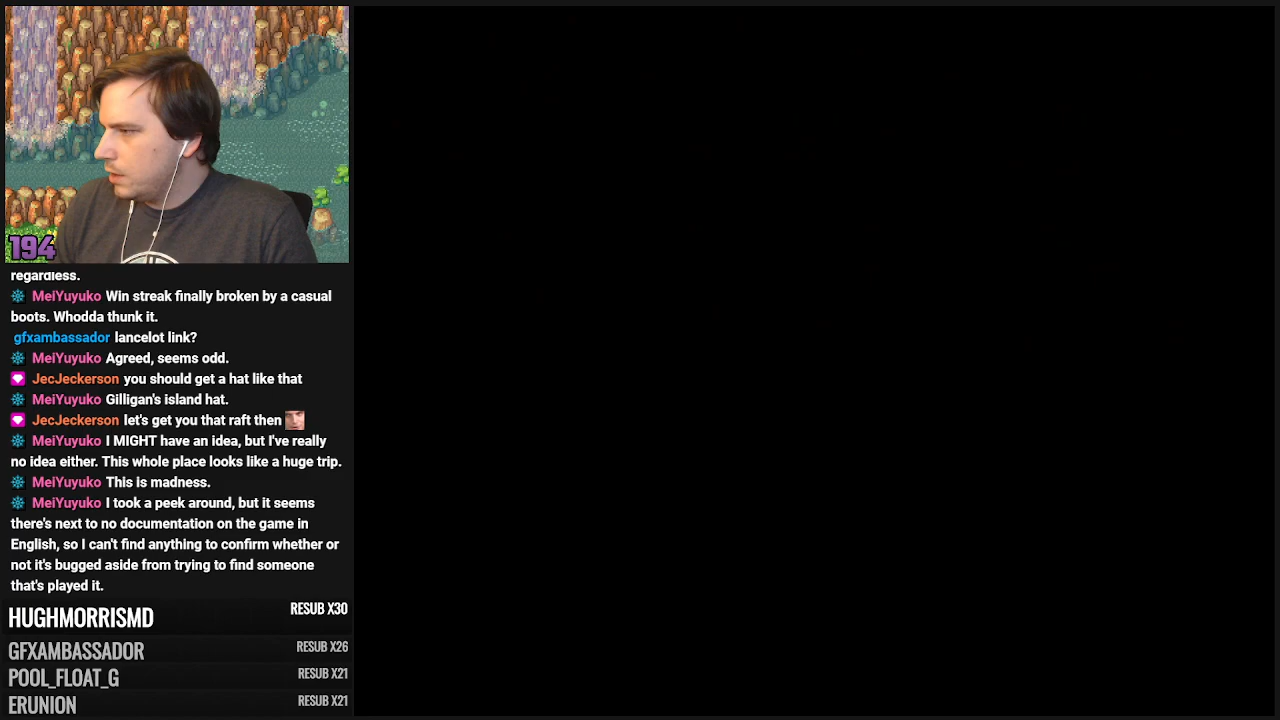 194
regardless.
MeiYuyuko Win streak finally broken by a casual
boots. Whodda thunk it.
gfxambassador lancelot link?
MeiYuyuko Agreed, seems odd.
JecJeckerson you should get a hat like that
MeiYuyuko Gilligan's island hat.
JecJeckerson let's get you that raft then
MeiYuyuko I MIGHT have an idea, but I've really
no idea either. This whole place looks like a huge trip.
MeiYuyuko This is madness.
MeiYuyuko I took a peek around, but it seems
there's next to no documentation on the game in
English, so I can't find anything to confirm whether or
not it's bugged aside from trying to find someone
that's played it.
HUGHMORRISMD RESUB X30
GFXAMBASSADOR RESUB X26
POOL_FLOAT_G RESUB X21
ERUNION RESUB X21